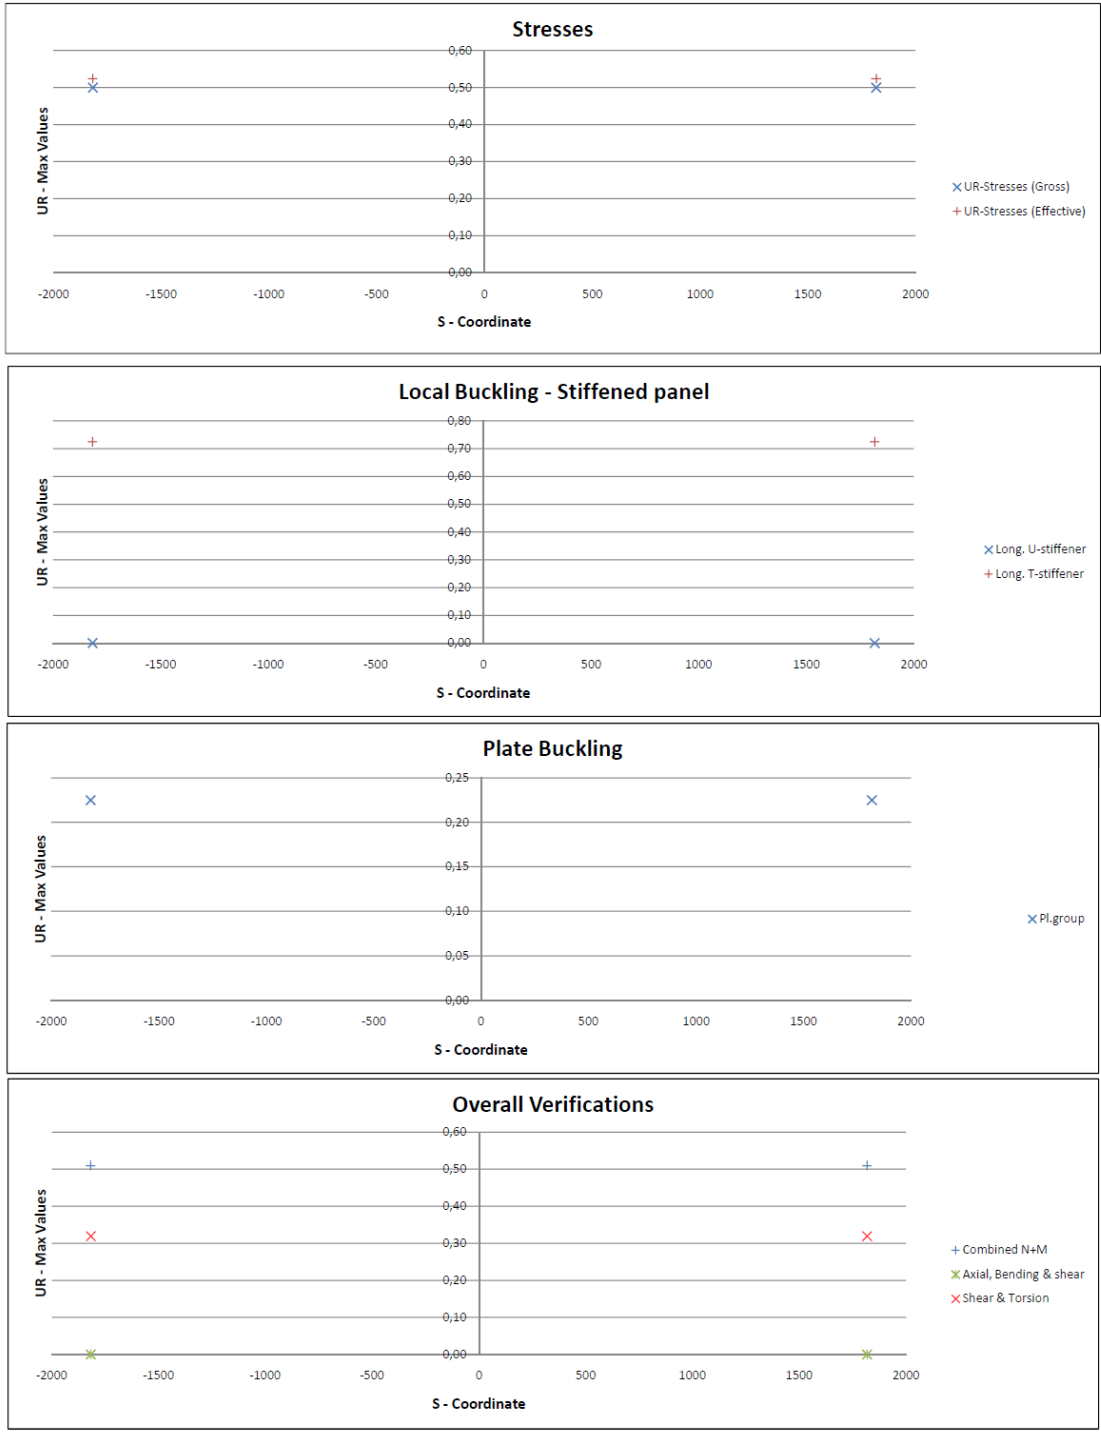 Stresses
0,60
0,50
0,40
0,30
0,20
0,10
0,00
UR - Max Values
-2000 -1500 -1000 -500 0 500 1000 1500 2000
S - Coordinate
UR-Stresses (Gross)
UR-Stresses (Effective)
Local Buckling - Stiffened panel
0,80
0,70
0,60
0,50
0,40
0,30
0,20
0,10
0,00
UR - Max Values
-2000 -1500 -1000 -500 0 500 1000 1500 2000
S - Coordinate
Long. U-stiffener
Long. T-stiffener
Plate Buckling
0,25
0,20
0,15
0,10
0,05
0,00
UR - Max Values
-2000 -1500 -1000 -500 0 500 1000 1500 2000
S - Coordinate
Pl.group
Overall Verifications
0,60
0,50
0,40
0,30
0,20
0,10
0,00
UR - Max Values
-2000 -1500 -1000 -500 0 500 1000 1500 2000
S - Coordinate
Combined N+M
Axial, Bending & shear
Shear & Torsion